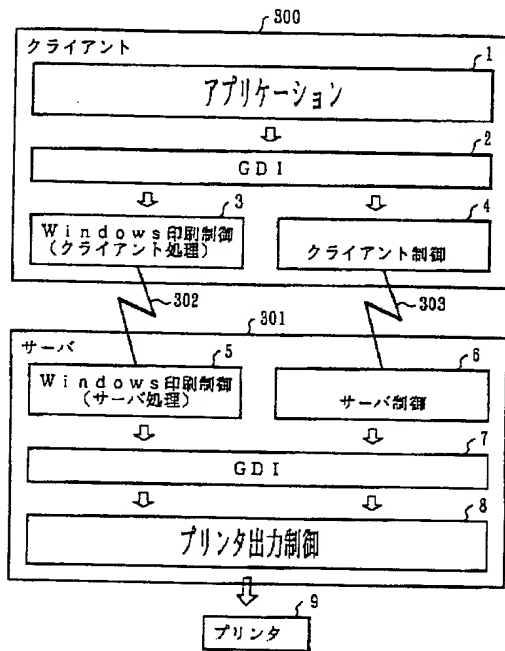 300
クライアント
1
アプリケーション
2
GDI
3
4
Windows印刷制御
(クライアント処理)
クライアント制御
302
303
301
サーバ
5
6
Windows印刷制御
(サーバ処理)
サーバ制御
7
GDI
8
プリンタ出力制御
9
プリンタ